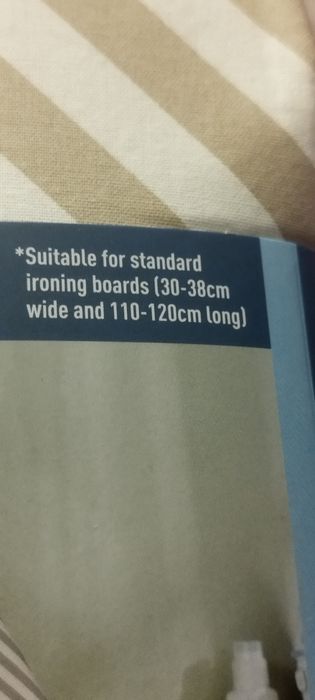 *Suitable for standard
ironing boards (30-38cm
wide and 110-120cm long)